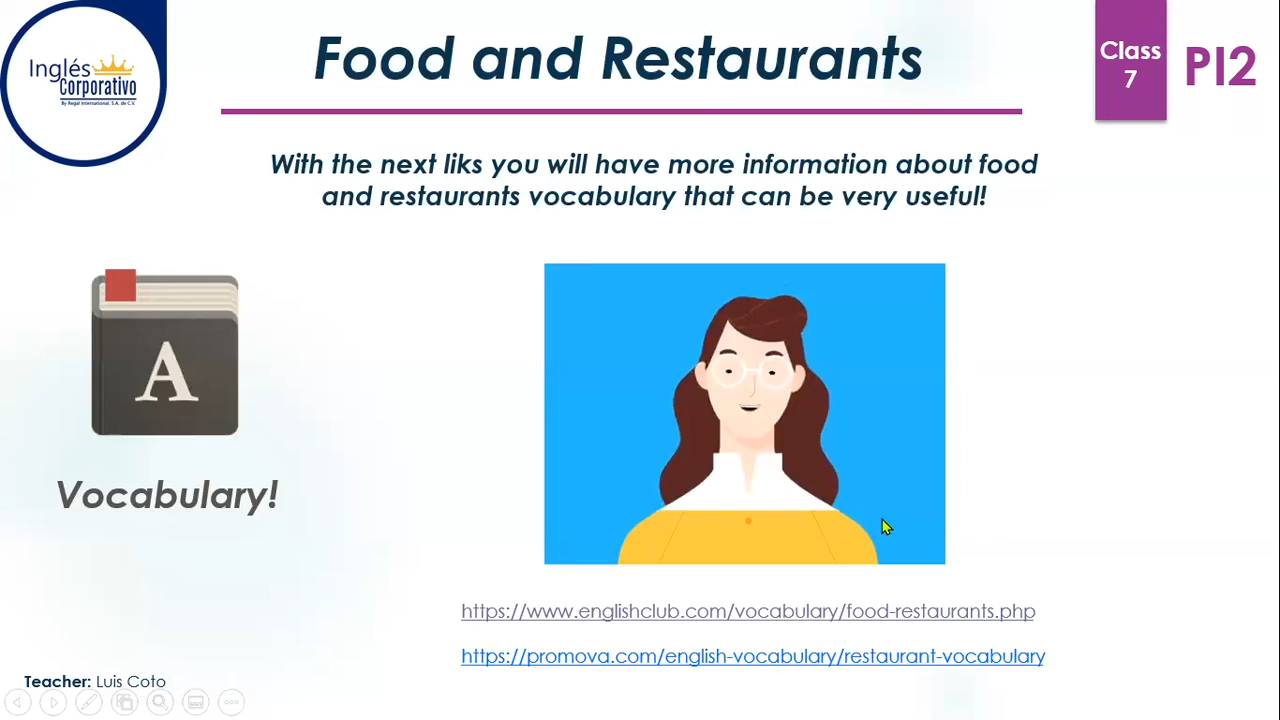 Inglés
Corporativo
By Regal International, S.A. de C.V.
Food and Restaurants
Class
7
PI2
With the next liks you will have more information about food
and restaurants vocabulary that can be very useful!
A
Vocabulary!
https://www.englishclub.com/vocabulary/food-restaurants.php
https://promova.com/english-vocabulary/restaurant-vocabulary
Teacher: Luis Coto